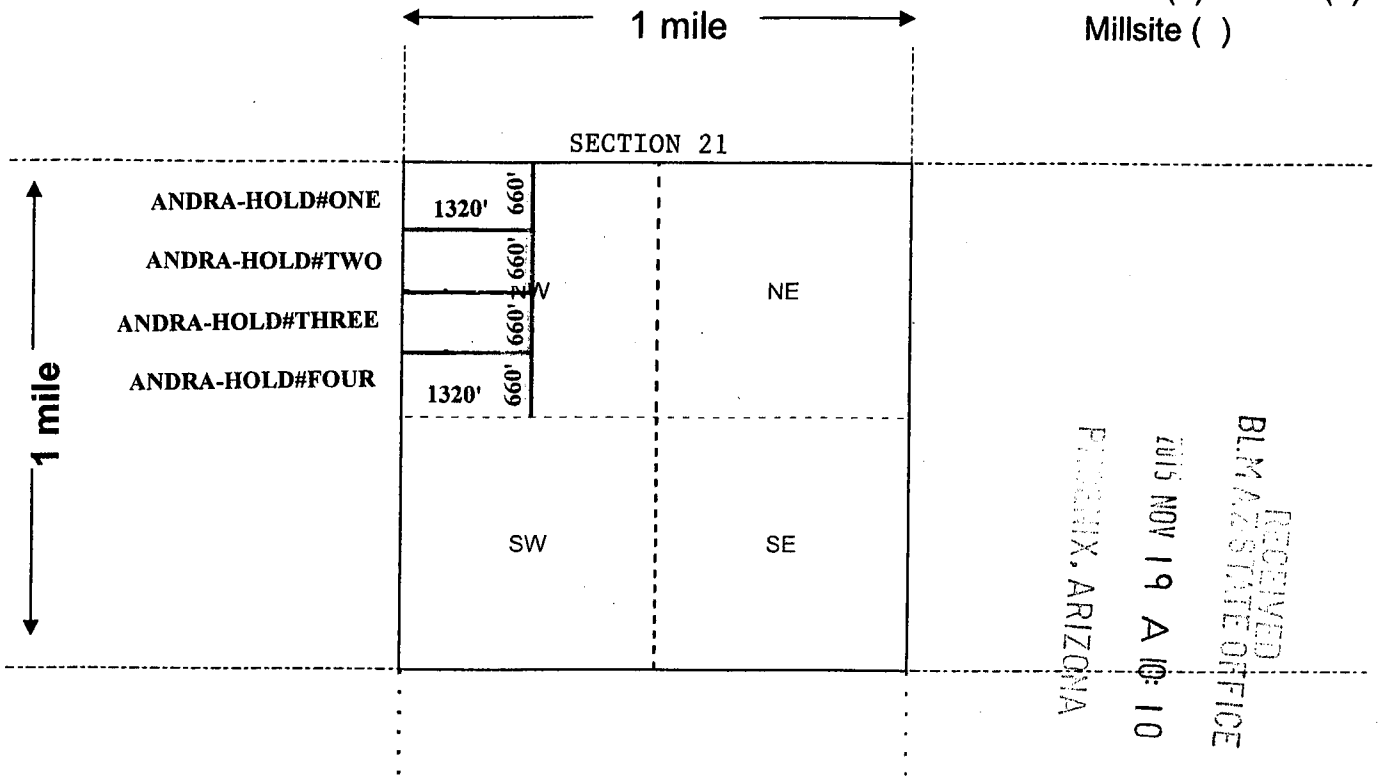 1 mile
( )
( )
Millsite ( )
SECTION 21
ANDRA-HOLD#ONE
1320'
660'
ANDRA-HOLD#TWO
660'
NW
NE
ANDRA-HOLD#THREE
660'
ANDRA-HOLD#FOUR
1320'
660'
1 mile
SW
SE
RECEIVED
BLM AZ STATE OFFICE
2015 NOV 19 A 10:10
PHOENIX, ARIZONA